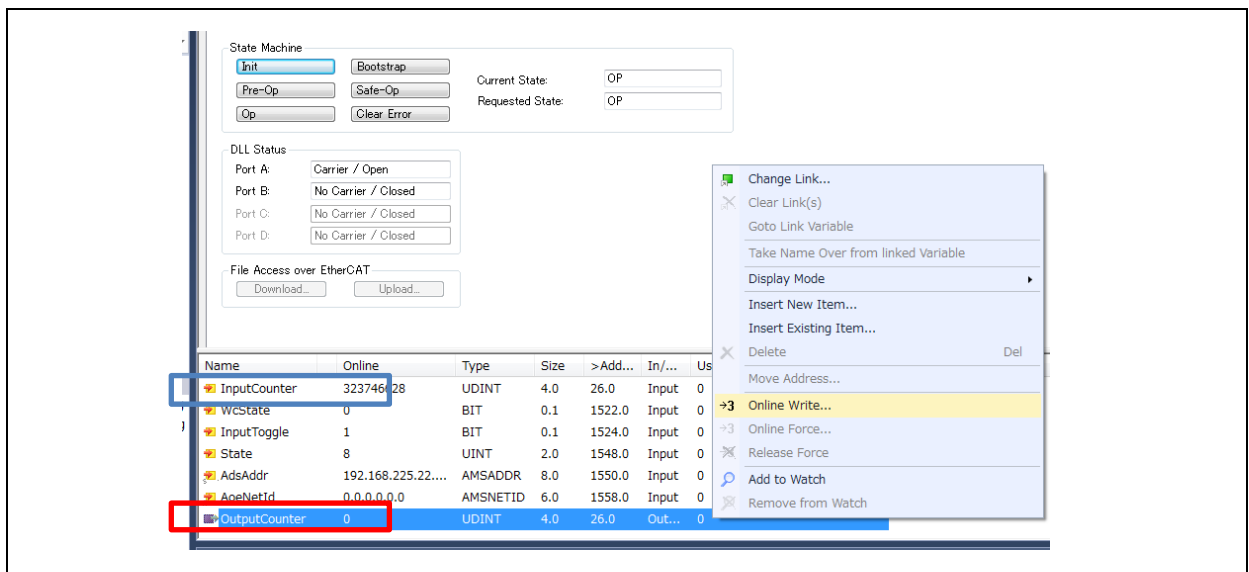 State Machine
Init Bootstrap
Pre-Op Safe-Op
Op Clear Error
Current State: OP
Requested State: OP
DLL Status
Port A: Carrier / Open
Port B: No Carrier / Closed
Port C: No Carrier / Closed
Port D: No Carrier / Closed
File Access over EtherCAT
Download... Upload...
Change Link...
Clear Link(s)
Goto Link Variable
Take Name Over from linked Variable
Display Mode
Insert New Item...
Insert Existing Item...
Delete Del
Move Address...
→3 Online Write...
→3 Online Force...
Release Force
Add to Watch
Remove from Watch
Name Online Type Size >Add... In/... Us
InputCounter UDINT 4.0 26.0 Input 0
WcState 0 BIT 0.1 1522.0 Input 0
InputToggle 1 BIT 0.1 1524.0 Input 0
State 8 UINT 2.0 1548.0 Input 0
AdsAddr 192.168.225.22.... AMSADDR 8.0 1550.0 Input 0
AoeNetId 0.0.0.0.0.0 AMSNETID 6.0 1558.0 Input 0
OutputCounter 0 UDINT 4.0 26.0 Out... 0